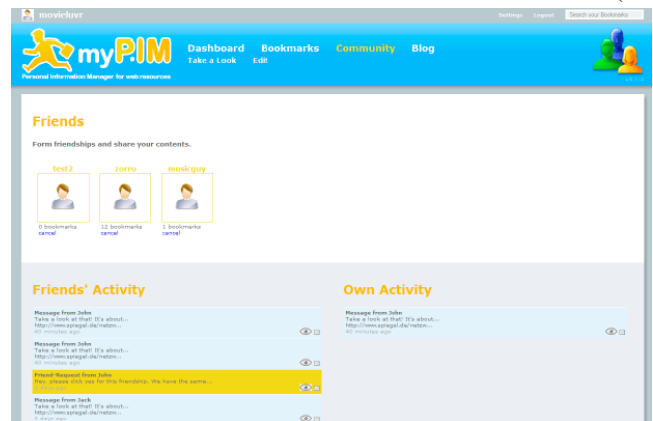 movieluvr
Settings Logout Search your Bookmarks
myP.IM
Personal Information Manager for web resources
Dashboard Bookmarks Community Blog
Take a Look Edit
Friends
Form friendships and share your contents.
test2 zorro musicguy
0 bookmarks 12 bookmarks 1 bookmarks
cancel cancel cancel
Friends' Activity
Own Activity
Message from John
Take a look at that! It's about...
http://www.spiegel.de/netzw...
40 minutes ago
Message from John
Take a look at that! It's about...
http://www.spiegel.de/netzw...
40 minutes ago
Message from John
Take a look at that! It's about...
http://www.spiegel.de/netzw...
40 minutes ago
Friend-Request from John
Hey, please click yes for this friendship. We have the same...
days ago
Message from Jack
Take a look at that! It's about...
http://www.spiegel.de/netzw...
days ago